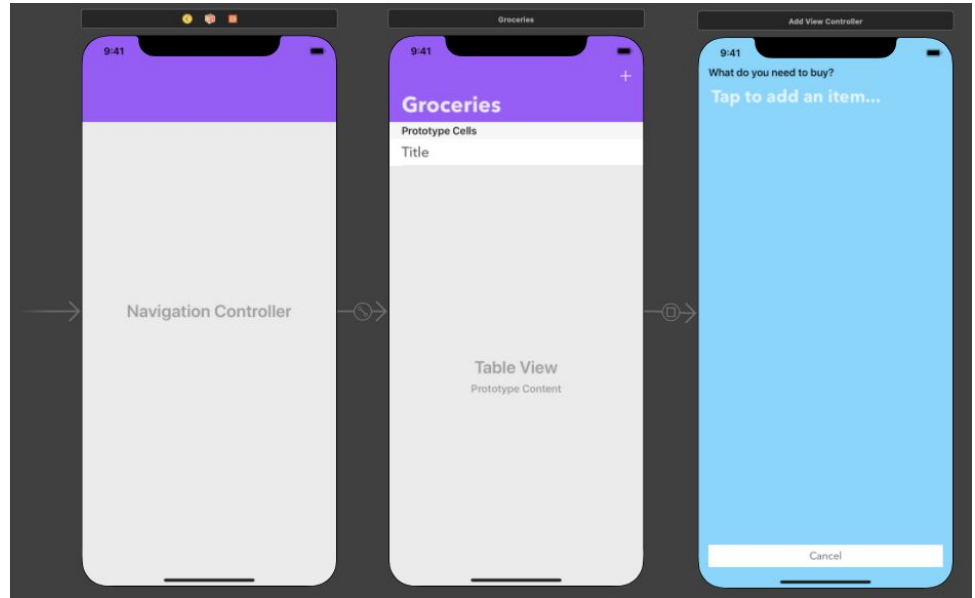 Groceries
Add View Controller
9:41
Navigation Controller
9:41
+
Groceries
Prototype Cells
Title
Table View
Prototype Content
9:41
What do you need to buy?
Tap to add an item...
Cancel